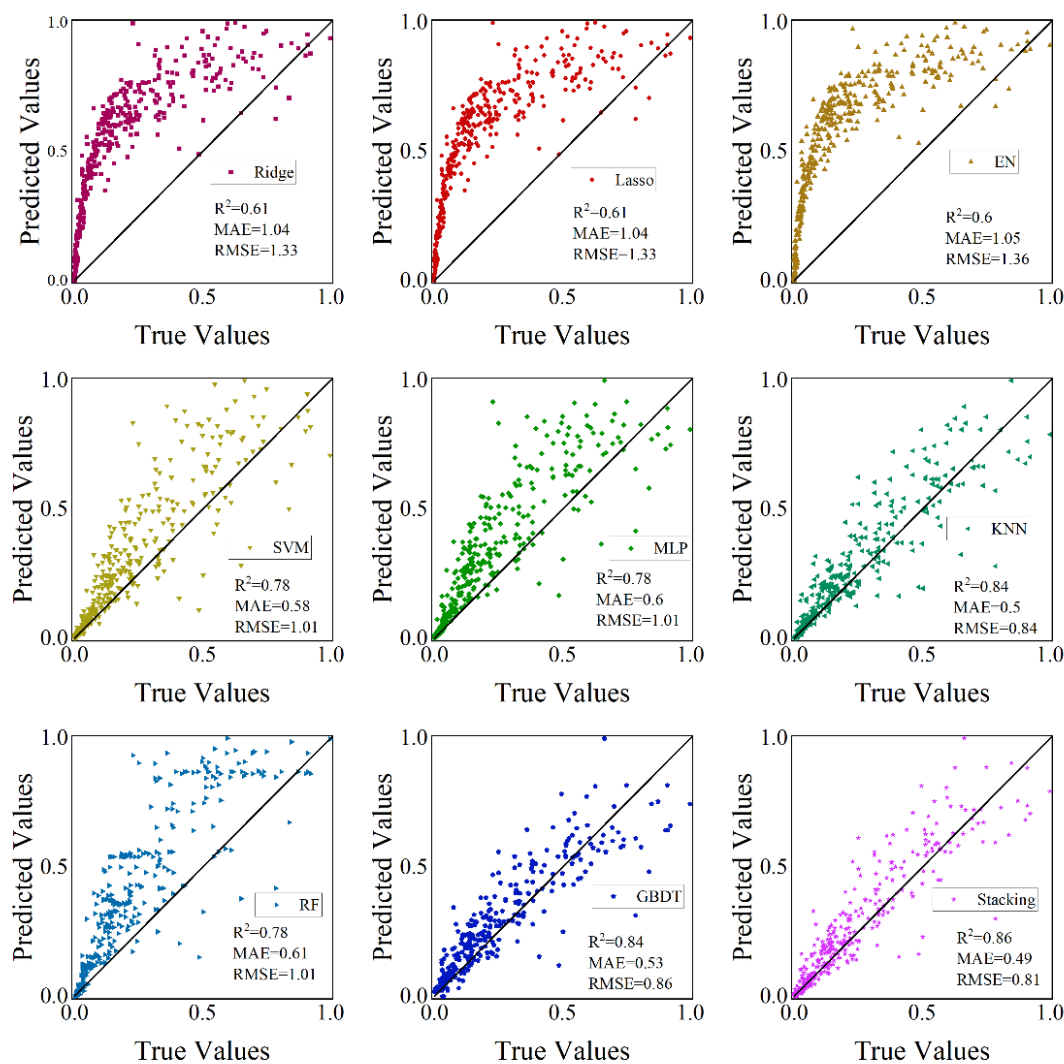 1.0
Predicted Values
0.5
0.0
Ridge
R²=0.61
MAE=1.04
RMSE=1.33
0.0 0.5 1.0
True Values
1.0
Predicted Values
0.5
0.0
Lasso
R²−0.61
MAE=1.04
RMSE−1.33
0.0 0.5 1.0
True Values
1.0
Predicted Values
0.5
0.0
EN
R²=0.6
MAE=1.05
RMSE=1.36
0.0 0.5 1.0
True Values
1.0
Predicted Values
0.5
0.0
SVM
R²=0.78
MAE=0.58
RMSE=1.01
0.0 0.5 1.0
True Values
1.0
Predicted Values
0.5
0.0
MLP
R²=0.78
MAE=0.6
RMSE=1.01
0.0 0.5 1.0
True Values
1.0
Predicted Values
0.5
0.0
KNN
R²=0.84
MAE=0.5
RMSE=0.84
0.0 0.5 1.0
True Values
1.0
Predicted Values
0.5
0.0
RF
R²=0.78
MAE=0.61
RMSE=1.01
0.0 0.5 1.0
True Values
1.0
Predicted Values
0.5
0.0
GBDT
R²=0.84
MAE=0.53
RMSE=0.86
0.0 0.5 1.0
True Values
1.0
Predicted Values
0.5
0.0
Stacking
R²=0.86
MAE=0.49
RMSE=0.81
0.0 0.5 1.0
True Values